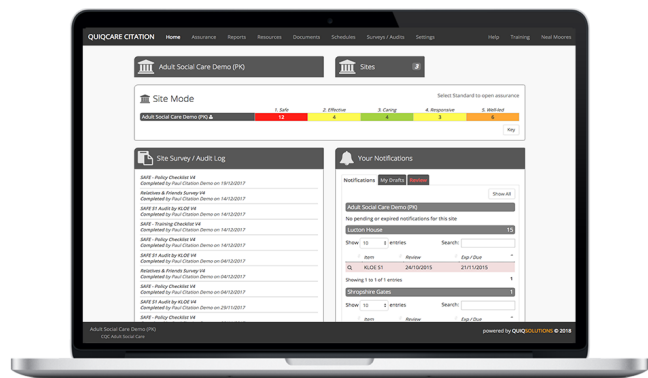 QUIQCARE CITATION Home Assurance Reports Resources Documents Schedules Surveys / Audits Settings Help Training Neal Moores
Adult Social Care Demo (PK)
Sites 3
Site Mode
Select Standard to open assurance
1. Safe 2. Effective 3. Caring 4. Responsive 5. Well-led
Adult Social Care Demo (PK) 12 4 4 4 6
Key
Site Survey / Audit Log
SAFE - Policy Checklist V4
Completed by Paul Citation Demo on 19/12/2017
Relatives & Friends Survey V4
Completed by Paul Citation Demo on 14/12/2017
SAFE S1 Audit by KLOE V4
Completed by Paul Citation Demo on 14/12/2017
SAFE - Training Checklist V4
Completed by Paul Citation Demo on 14/12/2017
SAFE - Policy Checklist V4
Completed by Paul Citation Demo on 14/12/2017
SAFE S1 Audit by KLOE V4
Completed by Paul Citation Demo on 04/12/2017
Relatives & Friends Survey V4
Completed by Paul Citation Demo on 04/12/2017
SAFE - Policy Checklist V4
Completed by Paul Citation Demo on 04/12/2017
SAFE S1 Audit by KLOE V4
Completed by Paul Citation Demo on 29/11/2017
SAFE - Policy Checklist V4
Your Notifications
Notifications My Drafts Review
Show All
Adult Social Care Demo (PK)
No pending or expired notifications for this site
Lucton House 15
Show 10 entries Search:
Item Review Exp / Due
KLOE S1 24/10/2015 21/11/2015
Showing 1 to 1 of 1 entries 1
Shropshire Gates 1
Show 10 entries Search:
Item Review Exp / Due
Adult Social Care Demo (PK)
CQC Adult Social Care
powered by QUIQSOLUTIONS © 2018